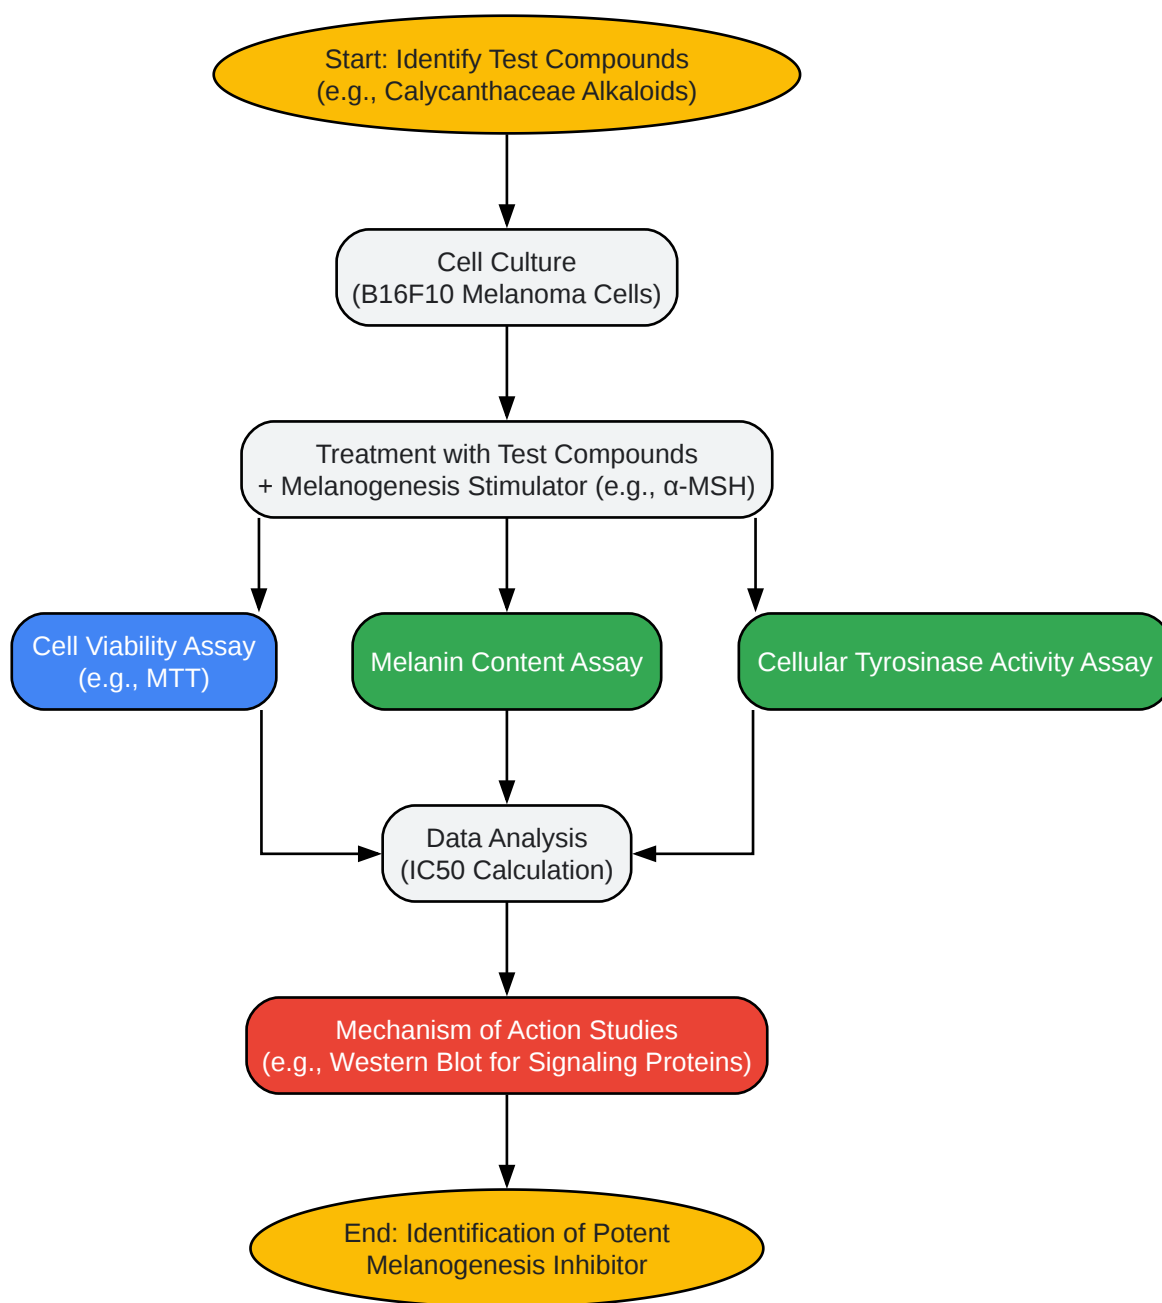 Start: Identify Test Compounds
(e.g., Calycanthaceae Alkaloids)
Cell Culture
(B16F10 Melanoma Cells)
Treatment with Test Compounds
+ Melanogenesis Stimulator (e.g., α-MSH)
Cell Viability Assay
(e.g., MTT)
Melanin Content Assay
Cellular Tyrosinase Activity Assay
Data Analysis
(IC50 Calculation)
Mechanism of Action Studies
(e.g., Western Blot for Signaling Proteins)
End: Identification of Potent
Melanogenesis Inhibitor